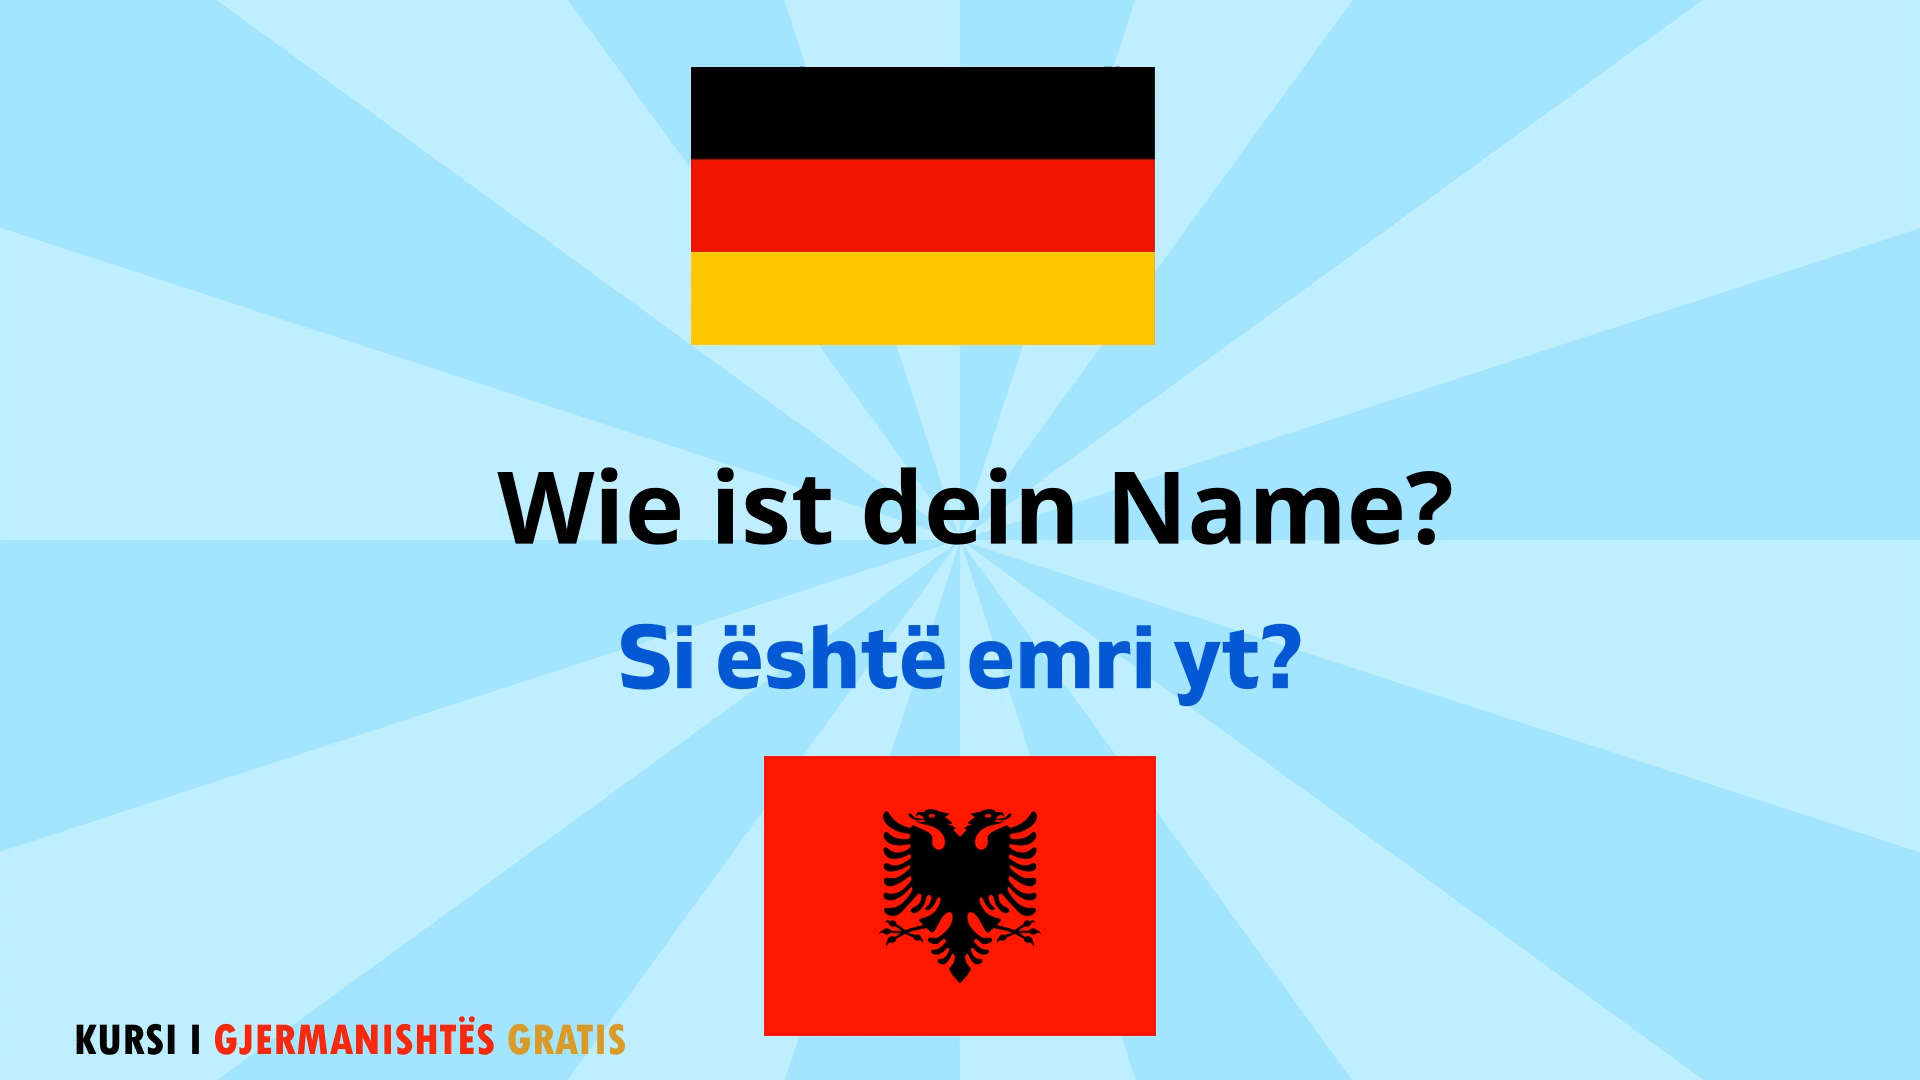 Wie ist dein Name?
Si është emri yt?
KURSI I GJERMANISHTËS GRATIS